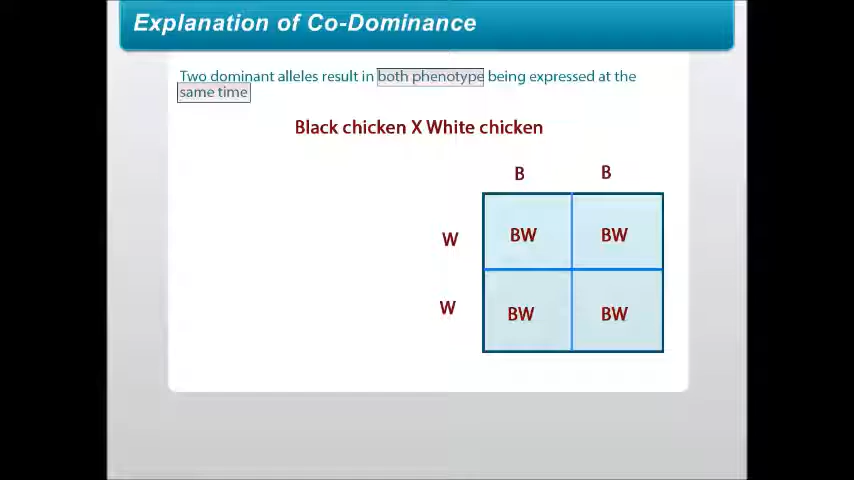 Explanation of Co-Dominance
Two dominant alleles result in both phenotype being expressed at the
same time
Black chicken X White chicken
B B
W BW BW
W BW BW